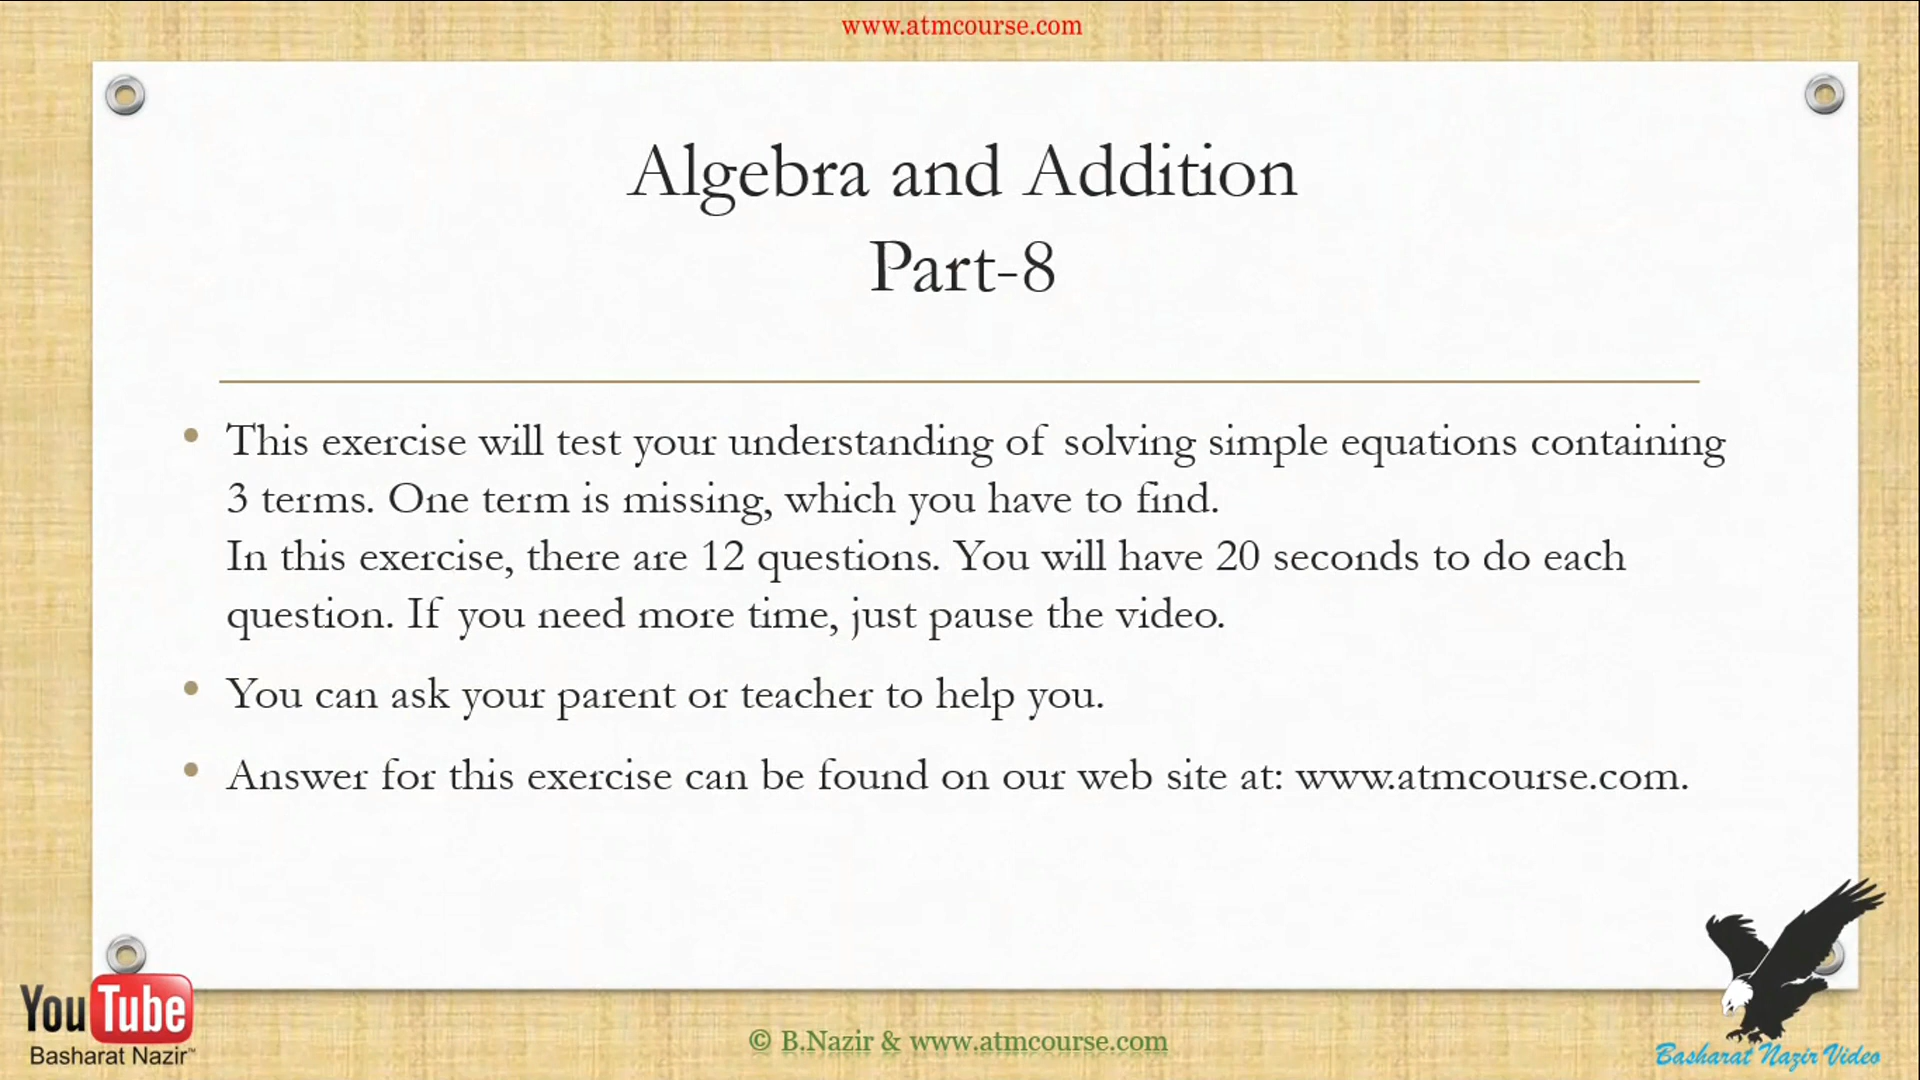 www.atmcourse.com
Algebra and Addition
Part-8
• This exercise will test your understanding of solving simple equations containing
3 terms. One term is missing, which you have to find.
In this exercise, there are 12 questions. You will have 20 seconds to do each
question. If you need more time, just pause the video.
• You can ask your parent or teacher to help you.
• Answer for this exercise can be found on our web site at: www.atmcourse.com.
YouTube
Basharat Nazir™
© B.Nazir & www.atmcourse.com
Basharat Nazir Video